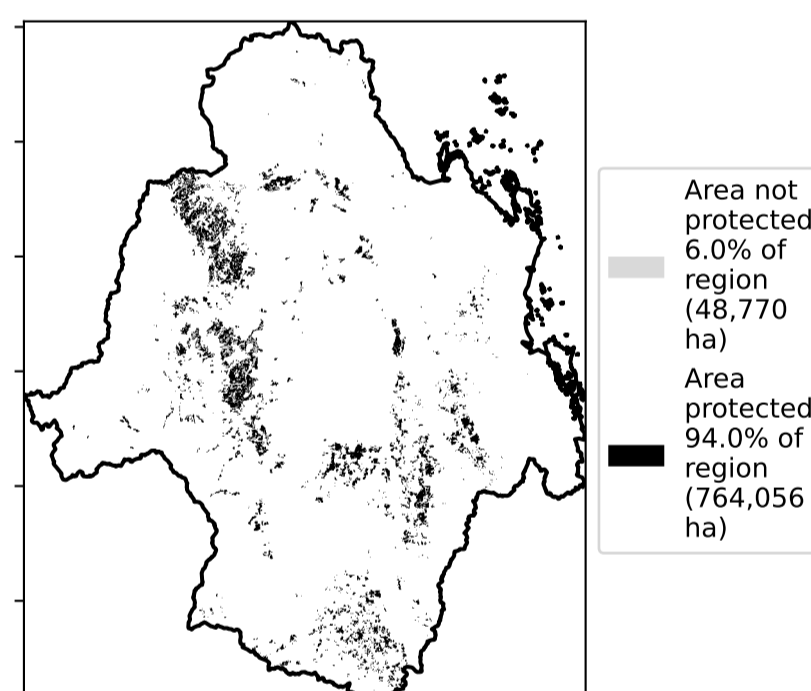 Area not
protected
6.0% of
region
(48,770
ha)
Area
protected
94.0% of
region
(764,056
ha)